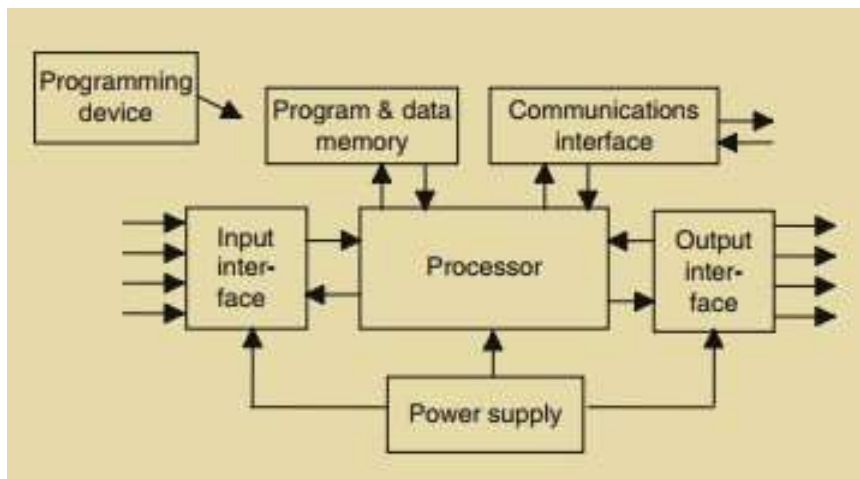 Programming
device
Program & data
memory
Communications
interface
Input
inter-
face
Processor
Output
inter-
face
Power supply